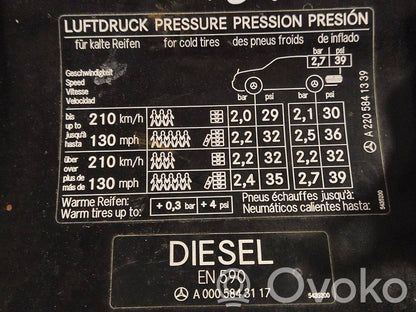 LUFTDRUCK PRESSURE PRESSION PRESIÓN
für kalte Reifen for cold tires des pneus froids de inflado
bar psi
2,7 39
Geschwindigkeit
Speed
Vitesse
Velocidad
bar psi bar psi
bis
up to
jusqu'à
hasta
210 km/h
130 mph
2,0 29 2,1 30
2,2 32 2,5 36
über
over
plus de
más de
210 km/h
130 mph
2,2 32 2,2 32
2,4 35 2,7 39
Warme Reifen:
Warm tires up to:
+ 0,3 bar + 4 psi
Pneus échauffés jusqu'à:
Neumáticos calientes hasta:
A 220 584 13 39
DIESEL
EN 590
A 000 584 31 17
Ovoko